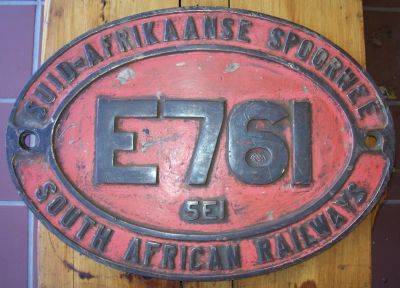 SUID-AFRIKAANSE SPOORWEË
E761
5E1
SOUTH AFRICAN RAILWAYS